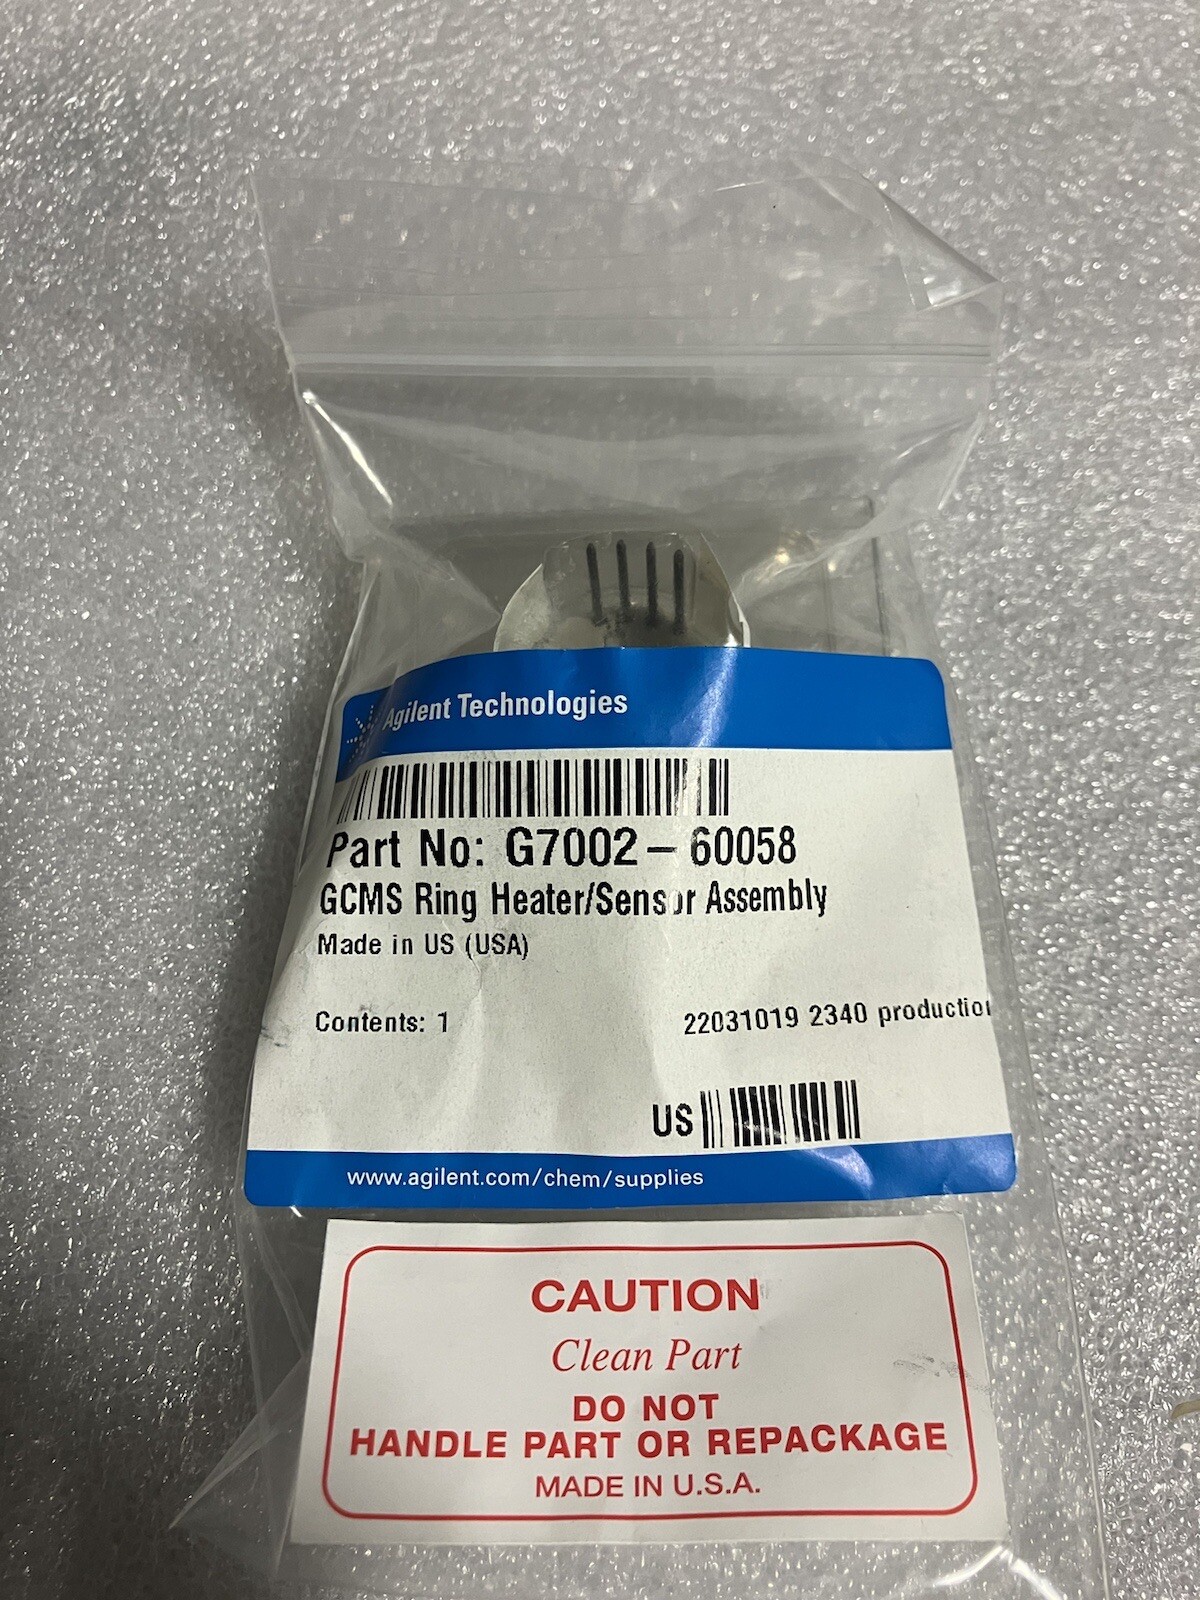 Agilent Technologies
Part No: G7002-60058
GCMS Ring Heater/Sensor Assembly
Made in US (USA)
Contents: 1
22031019 2340 production
US
www.agilent.com/chem/supplies
CAUTION
Clean Part
DO NOT
HANDLE PART OR REPACKAGE
MADE IN U.S.A.